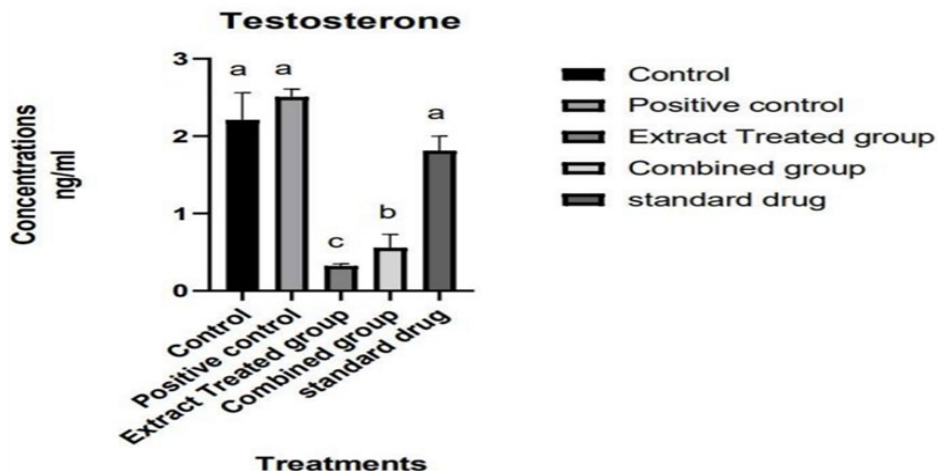 Testosterone
Concentrations
ng/ml
3
2
1
0
a
a
c
b
a
Control
Positive control
Extract Treated group
Combined group
standard drug
Treatments
Control
Positive control
Extract Treated group
Combined group
standard drug